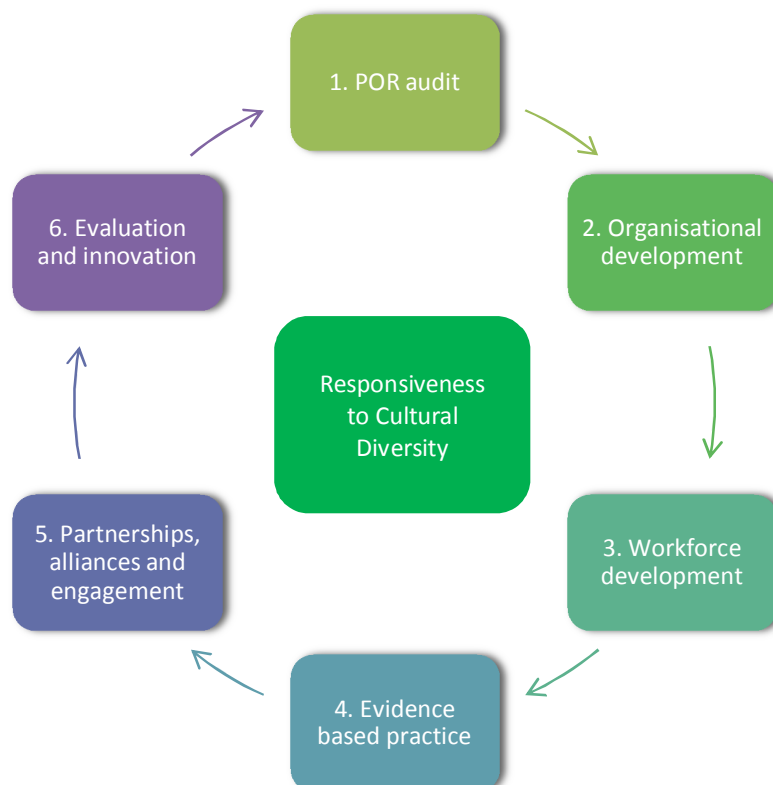 1. POR audit
2. Organisational
development
3. Workforce
development
4. Evidence
based practice
5. Partnerships,
alliances and
engagement
6. Evaluation
and innovation
Responsiveness
to Cultural
Diversity